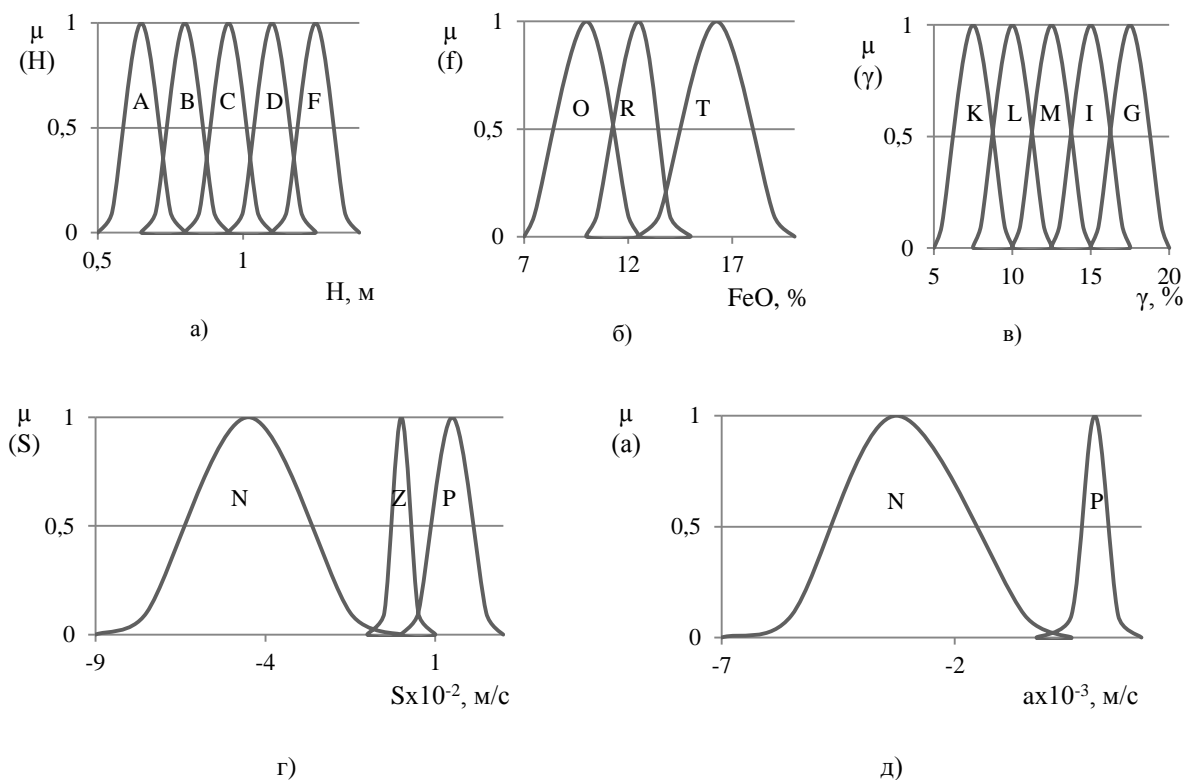 μ
(H)
1
0,5
0
A
B
C
D
F
0,5
1
H, м
а)
μ
(f)
1
0,5
0
O
R
T
7
12
17
FeO, %
б)
μ
(γ)
1
0,5
0
K
L
M
I
G
5
10
15
20
γ, %
в)
μ
(S)
1
0,5
0
N
Z
P
-9
-4
1
Sx10-2, м/с
г)
μ
(a)
1
0,5
0
N
P
-7
-2
ax10-3, м/с
д)